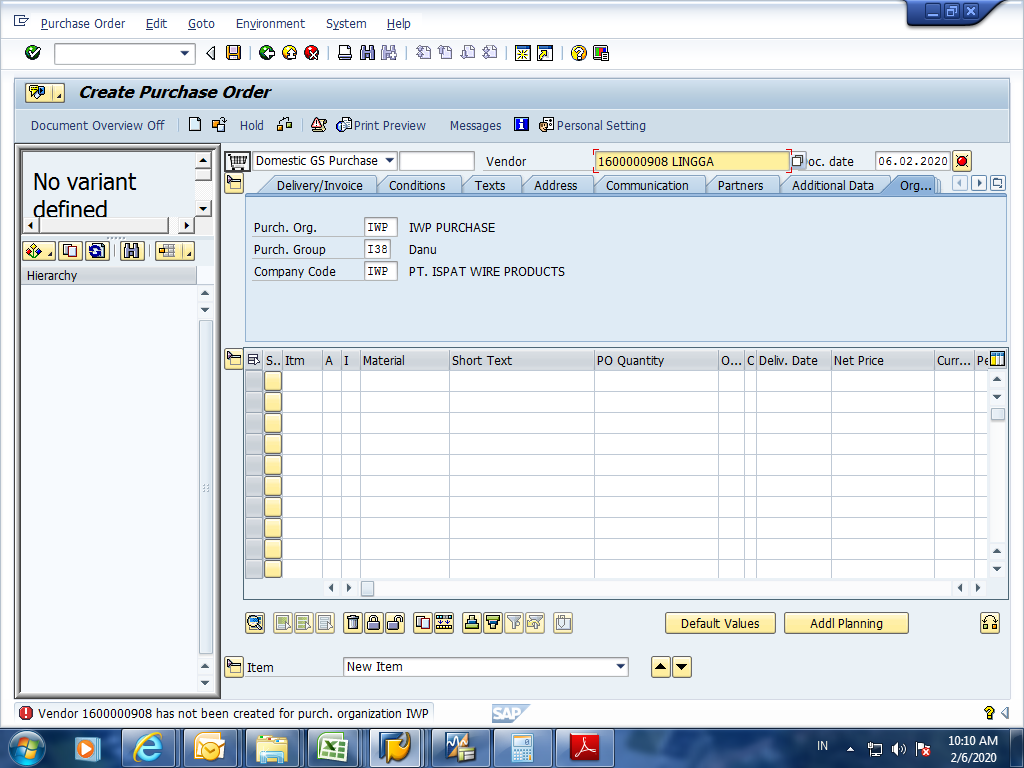 Purchase Order Edit Goto Environment System Help
Create Purchase Order
Document Overview Off Hold Print Preview Messages Personal Setting
No variant
defined
Hierarchy
Domestic GS Purchase Vendor 1600000908 LINGGA oc. date 06.02.2020
Delivery/Invoice Conditions Texts Address Communication Partners Additional Data Org...
Purch. Org. IWP IWP PURCHASE
Purch. Group I38 Danu
Company Code IWP PT. ISPAT WIRE PRODUCTS
S.. Itm A I Material Short Text PO Quantity O... C Deliv. Date Net Price Curr... Pe
Default Values Addl Planning
Item New Item
Vendor 1600000908 has not been created for purch. organization IWP
SAP
IN 10:10 AM
2/6/2020